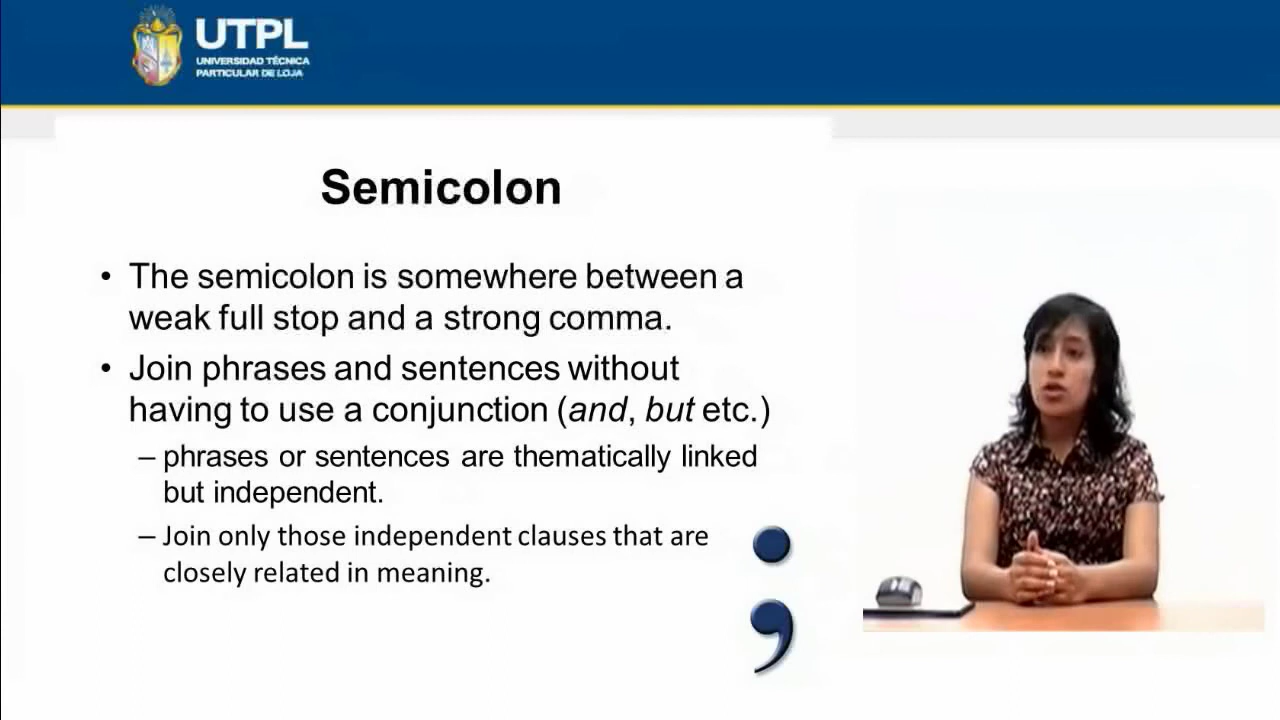 UTPL
UNIVERSIDAD TÉCNICA
PARTICULAR DE LOJA
Semicolon
• The semicolon is somewhere between a
weak full stop and a strong comma.
• Join phrases and sentences without
having to use a conjunction (and, but etc.)
– phrases or sentences are thematically linked
but independent.
– Join only those independent clauses that are
closely related in meaning.
;